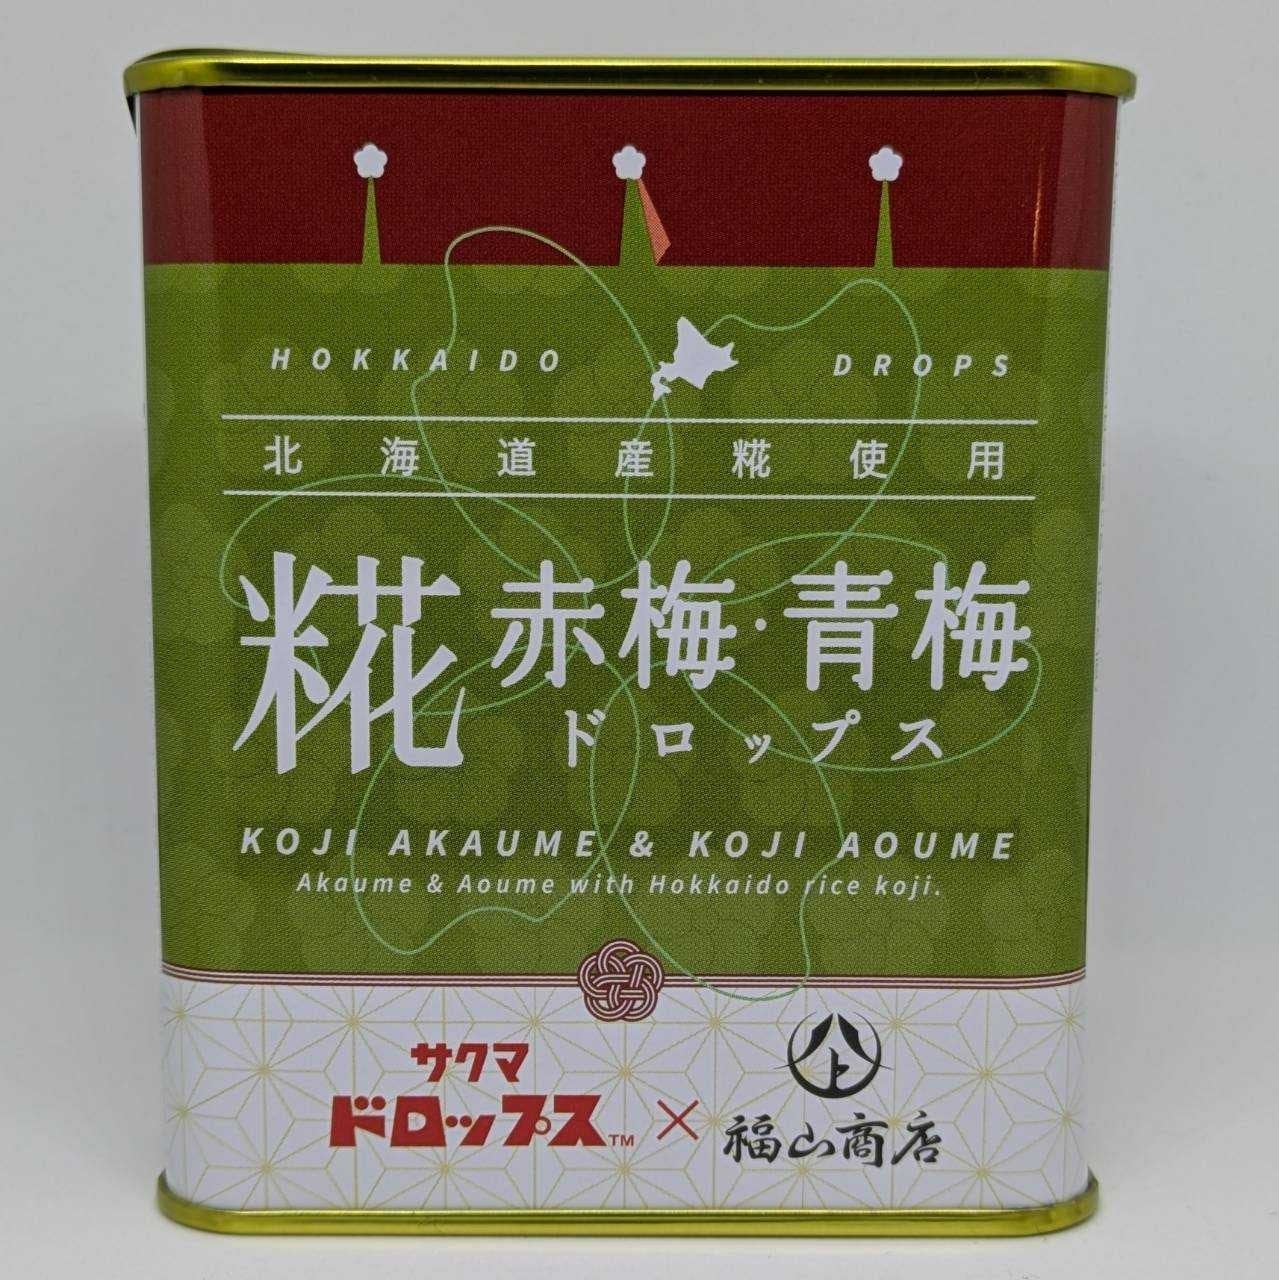 HOKKAIDO DROPS
北海道産糀使用
糀 赤梅・青梅
ドロップス
KOJI AKAUME & KOJI AOUME
Akaume & Aoume with Hokkaido rice koji.
サクマ
ドロップス™ × 福山商店